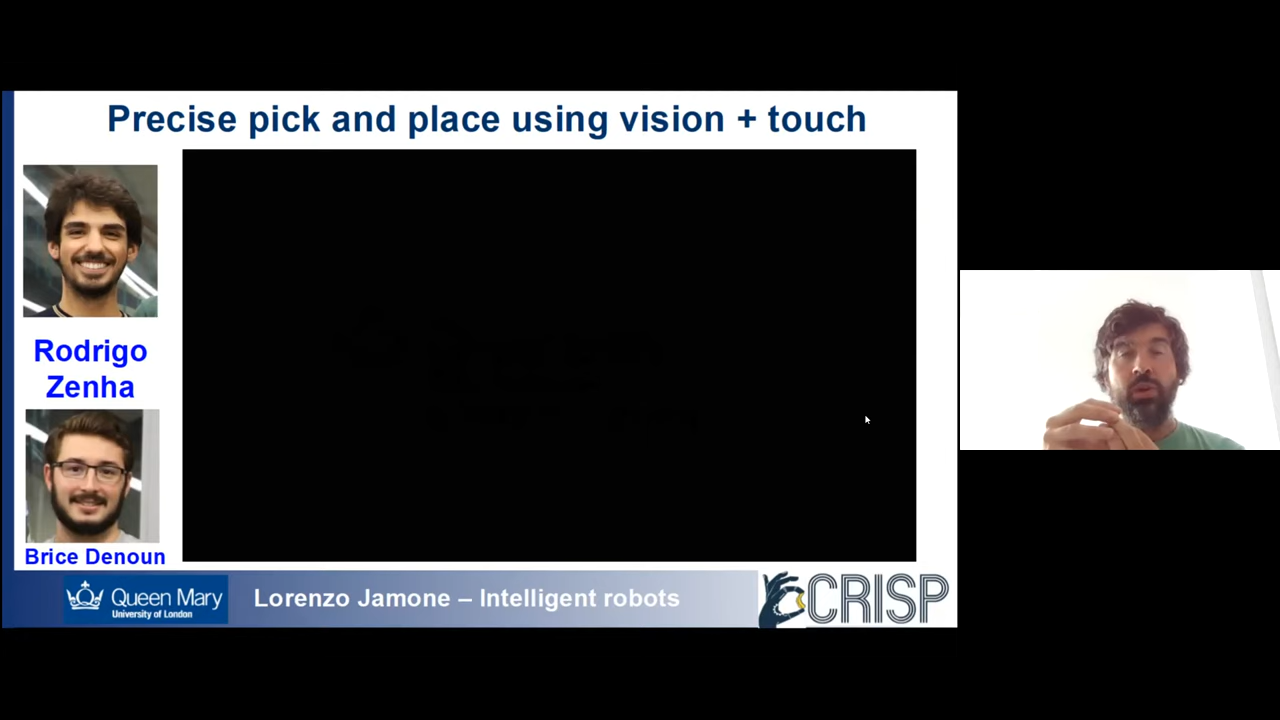 Precise pick and place using vision + touch
Rodrigo
Zenha
Brice Denoun
Queen Mary
University of London
Lorenzo Jamone – Intelligent robots
CRISP